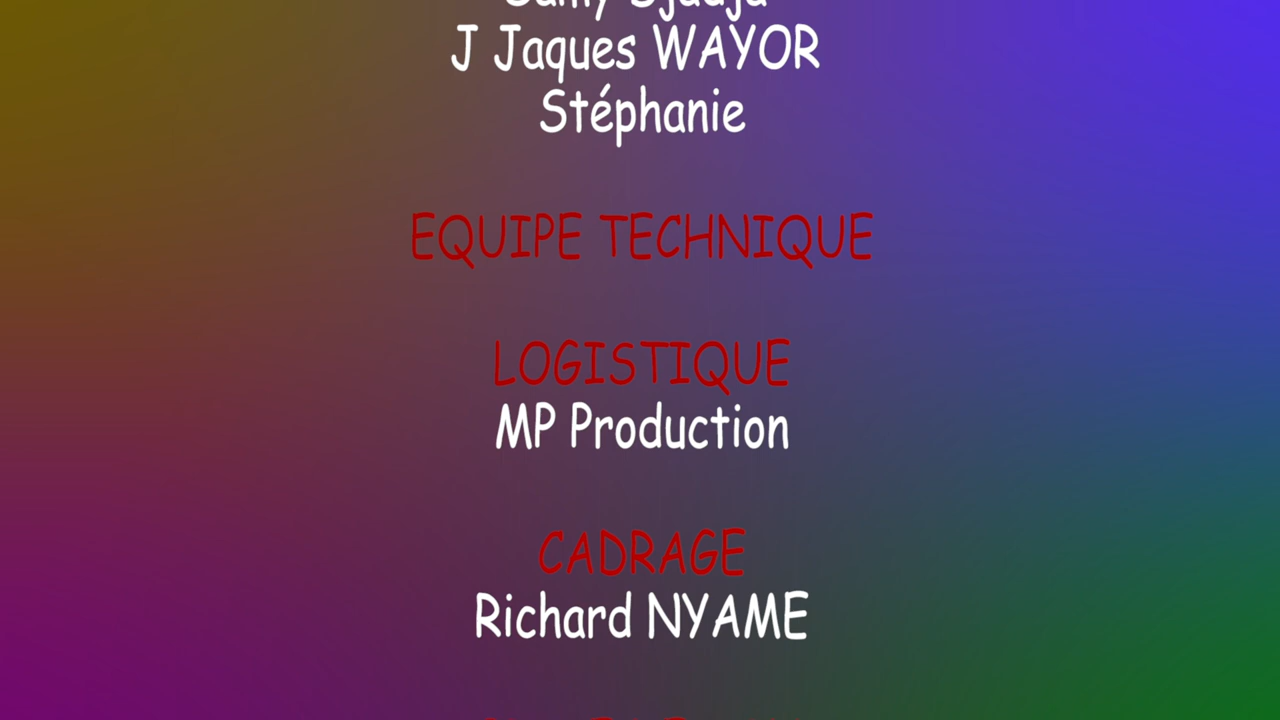 J Jaques WAYOR
Stéphanie
EQUIPE TECHNIQUE
LOGISTIQUE
MP Production
CADRAGE
Richard NYAME